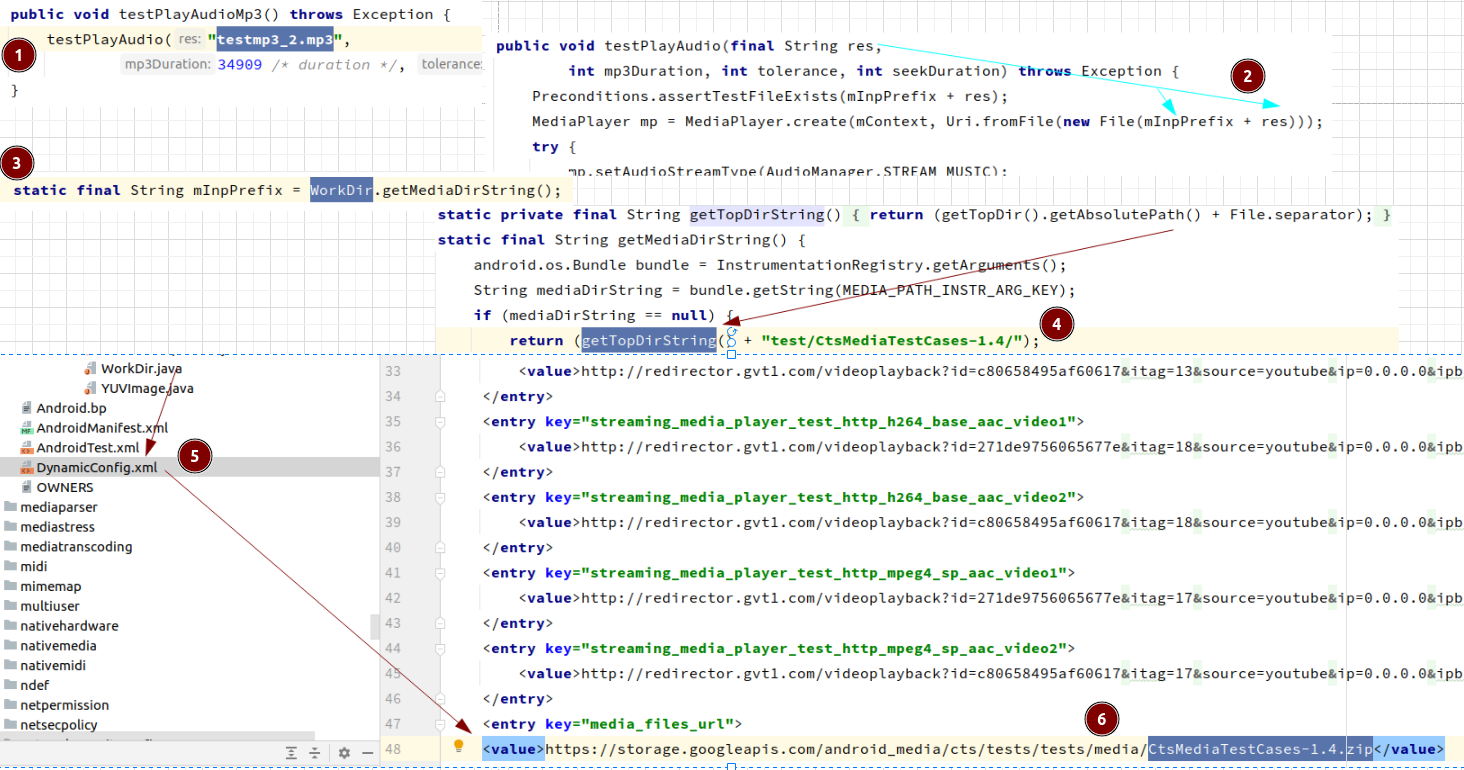 public void testPlayAudioMp3() throws Exception {
testPlayAudio( res: "testmp3_2.mp3",
1
mp3Duration: 34909 /* duration */, tolerance:
}
public void testPlayAudio(final String res,
int mp3Duration, int tolerance, int seekDuration) throws Exception {
2
Preconditions.assertTestFileExists(mInpPrefix + res);
MediaPlayer mp = MediaPlayer.create(mContext, Uri.fromFile(new File(mInpPrefix + res)));
try {
mp.setAudioStreamType(AudioManager.STREAM_MUSIC);
3
static final String mInpPrefix = WorkDir.getMediaDirString();
static private final String getTopDirString() { return (getTopDir().getAbsolutePath() + File.separator); }
static final String getMediaDirString() {
android.os.Bundle bundle = InstrumentationRegistry.getArguments();
String mediaDirString = bundle.getString(MEDIA_PATH_INSTR_ARG_KEY);
if (mediaDirString == null) {
4
return (getTopDirString() + "test/CtsMediaTestCases-1.4/");
WorkDir.java
YUVImage.java
Android.bp
AndroidManifest.xml
AndroidTest.xml
5
DynamicConfig.xml
OWNERS
mediaparser
mediastress
mediatranscoding
midi
mimemap
multiuser
nativehardware
nativemedia
nativemidi
ndef
netpermission
netsecpolicy
33 <value>http://redirector.gvt1.com/videoplayback?id=c80658495af60617&itag=13&source=youtube&ip=0.0.0.0&ipb
34 </entry>
35 <entry key="streaming_media_player_test_http_h264_base_aac_video1">
36 <value>http://redirector.gvt1.com/videoplayback?id=271de9756065677e&itag=18&source=youtube&ip=0.0.0.0&ipb
37 </entry>
38 <entry key="streaming_media_player_test_http_h264_base_aac_video2">
39 <value>http://redirector.gvt1.com/videoplayback?id=c80658495af60617&itag=18&source=youtube&ip=0.0.0.0&ipb
40 </entry>
41 <entry key="streaming_media_player_test_http_mpeg4_sp_aac_video1">
42 <value>http://redirector.gvt1.com/videoplayback?id=271de9756065677e&itag=17&source=youtube&ip=0.0.0.0&ipb
43 </entry>
44 <entry key="streaming_media_player_test_http_mpeg4_sp_aac_video2">
45 <value>http://redirector.gvt1.com/videoplayback?id=c80658495af60617&itag=17&source=youtube&ip=0.0.0.0&ipb
46 </entry>
47 <entry key="media_files_url">
6
48 <value>https://storage.googleapis.com/android_media/cts/tests/tests/media/CtsMediaTestCases-1.4.zip</value>